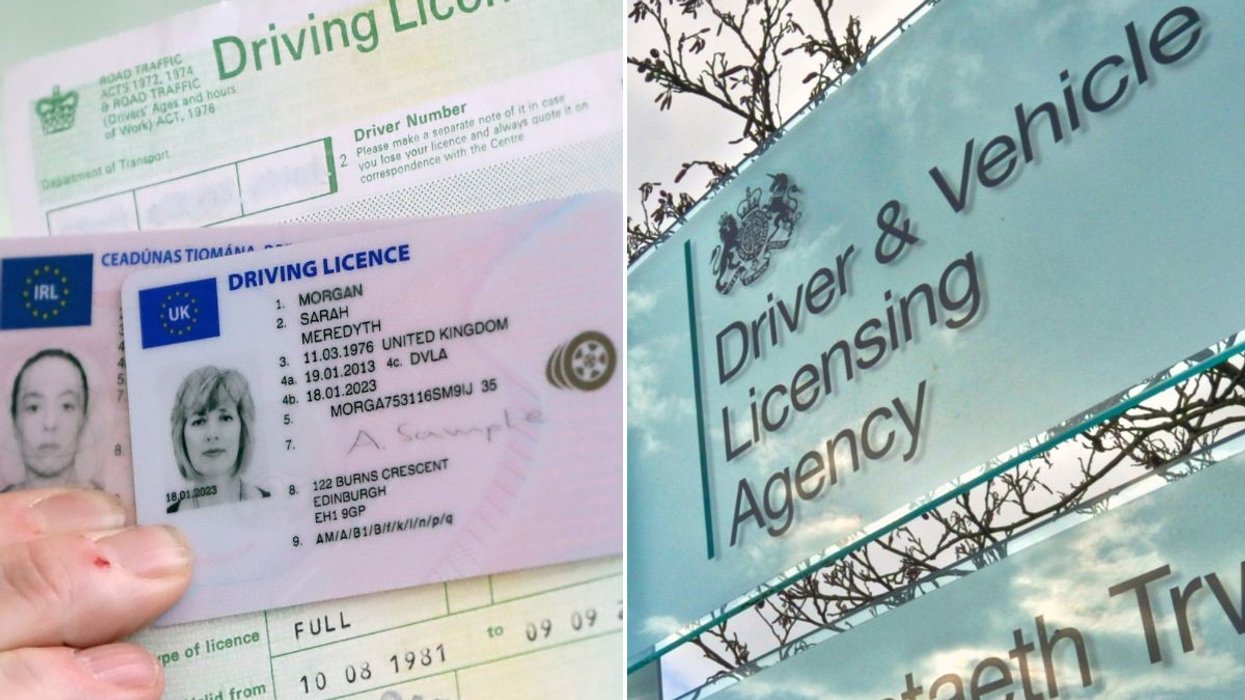 Driving Licen
ROAD TRAFFIC
ACTS 1972, 1974
& ROAD TRAFFIC
(Drivers' Ages and hours
of Work) ACT, 1976
Department of Transport
2 Driver Number
Please make a separate note of it in case
you lose your licence and always quote it on
correspondence with the Centre
CEADÚNAS TIOMÁNA
IRL
8.
DRIVING LICENCE
UK
1. MORGAN
2. SARAH
MEREDYTH
3. 11.03.1976 UNITED KINGDOM
4a. 19.01.2013 4c. DVLA
4b. 18.01.2023
5. MORGA753116SM9IJ 35
7. A. Sample
8. 122 BURNS CRESCENT
EDINBURGH
EH1 9GP
9. AM/A/B1/B/f/k/l/n/p/q
18.01.2023
ype of licence FULL
alid from 10 08 1981 to 09 09
Driver & Vehicle
Licensing
Agency
taeth Trw